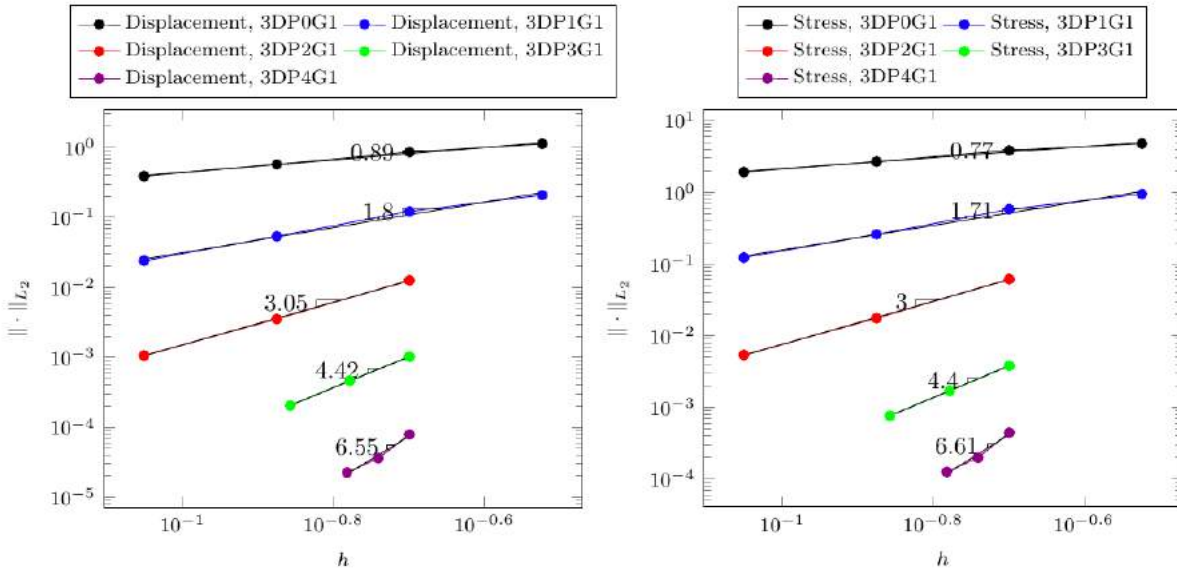 Displacement, 3DP0G1 Displacement, 3DP1G1
Displacement, 3DP2G1 Displacement, 3DP3G1
Displacement, 3DP4G1
10^0
10^-1
10^-2
10^-3
10^-4
10^-5
‖ · ‖_{L_2}
0.89
1.8
3.05
4.42
6.55
10^-1 10^-0.8 10^-0.6
h
Stress, 3DP0G1 Stress, 3DP1G1
Stress, 3DP2G1 Stress, 3DP3G1
Stress, 3DP4G1
10^1
10^0
10^-1
10^-2
10^-3
10^-4
‖ · ‖_{L_2}
0.77
1.71
3
4.4
6.61
10^-1 10^-0.8 10^-0.6
h